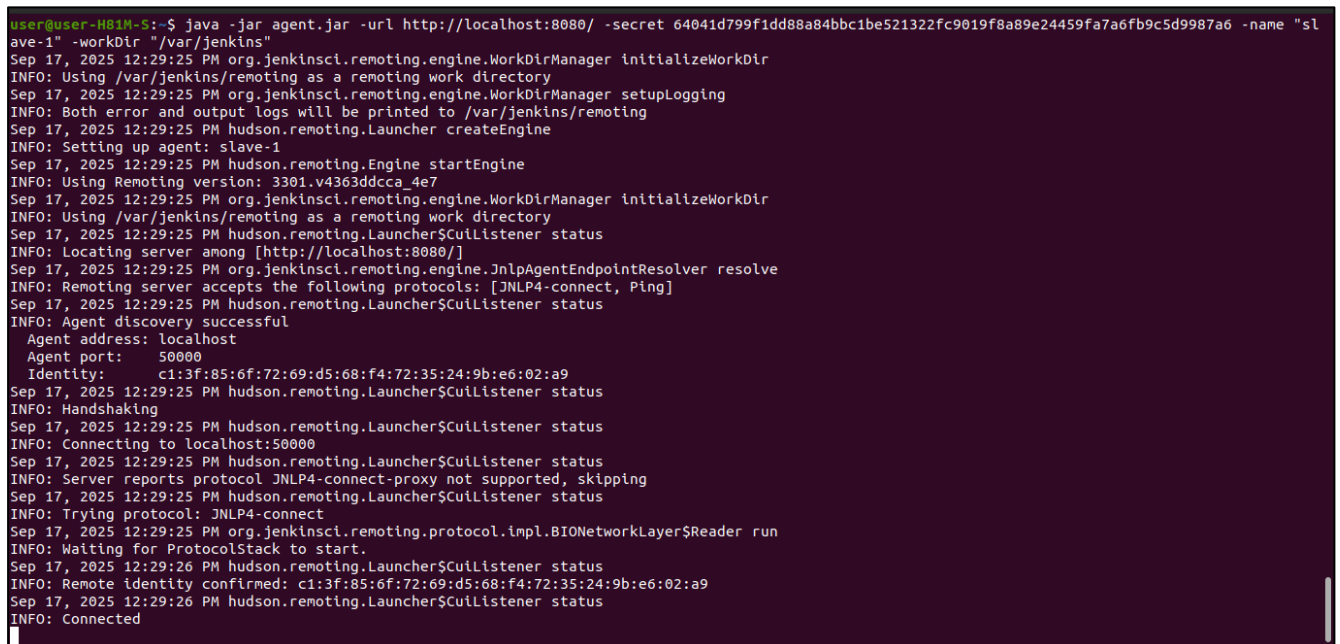 user@user-H81M-S:~$ java -jar agent.jar -url http://localhost:8080/ -secret 64041d799f1dd88a84bbc1be521322fc9019f8a89e24459fa7a6fb9c5d9987a6 -name "sl
ave-1" -workDir "/var/jenkins"
Sep 17, 2025 12:29:25 PM org.jenkinsci.remoting.engine.WorkDirManager initializeWorkDir
INFO: Using /var/jenkins/remoting as a remoting work directory
Sep 17, 2025 12:29:25 PM org.jenkinsci.remoting.engine.WorkDirManager setupLogging
INFO: Both error and output logs will be printed to /var/jenkins/remoting
Sep 17, 2025 12:29:25 PM hudson.remoting.Launcher createEngine
INFO: Setting up agent: slave-1
Sep 17, 2025 12:29:25 PM hudson.remoting.Engine startEngine
INFO: Using Remoting version: 3301.v4363ddcca_4e7
Sep 17, 2025 12:29:25 PM org.jenkinsci.remoting.engine.WorkDirManager initializeWorkDir
INFO: Using /var/jenkins/remoting as a remoting work directory
Sep 17, 2025 12:29:25 PM hudson.remoting.Launcher$CuiListener status
INFO: Locating server among [http://localhost:8080/]
Sep 17, 2025 12:29:25 PM org.jenkinsci.remoting.engine.JnlpAgentEndpointResolver resolve
INFO: Remoting server accepts the following protocols: [JNLP4-connect, Ping]
Sep 17, 2025 12:29:25 PM hudson.remoting.Launcher$CuiListener status
INFO: Agent discovery successful
  Agent address: localhost
  Agent port:    50000
  Identity:      c1:3f:85:6f:72:69:d5:68:f4:72:35:24:9b:e6:02:a9
Sep 17, 2025 12:29:25 PM hudson.remoting.Launcher$CuiListener status
INFO: Handshaking
Sep 17, 2025 12:29:25 PM hudson.remoting.Launcher$CuiListener status
INFO: Connecting to localhost:50000
Sep 17, 2025 12:29:25 PM hudson.remoting.Launcher$CuiListener status
INFO: Server reports protocol JNLP4-connect-proxy not supported, skipping
Sep 17, 2025 12:29:25 PM hudson.remoting.Launcher$CuiListener status
INFO: Trying protocol: JNLP4-connect
Sep 17, 2025 12:29:25 PM org.jenkinsci.remoting.protocol.impl.BIONetworkLayer$Reader run
INFO: Waiting for ProtocolStack to start.
Sep 17, 2025 12:29:26 PM hudson.remoting.Launcher$CuiListener status
INFO: Remote identity confirmed: c1:3f:85:6f:72:69:d5:68:f4:72:35:24:9b:e6:02:a9
Sep 17, 2025 12:29:26 PM hudson.remoting.Launcher$CuiListener status
INFO: Connected